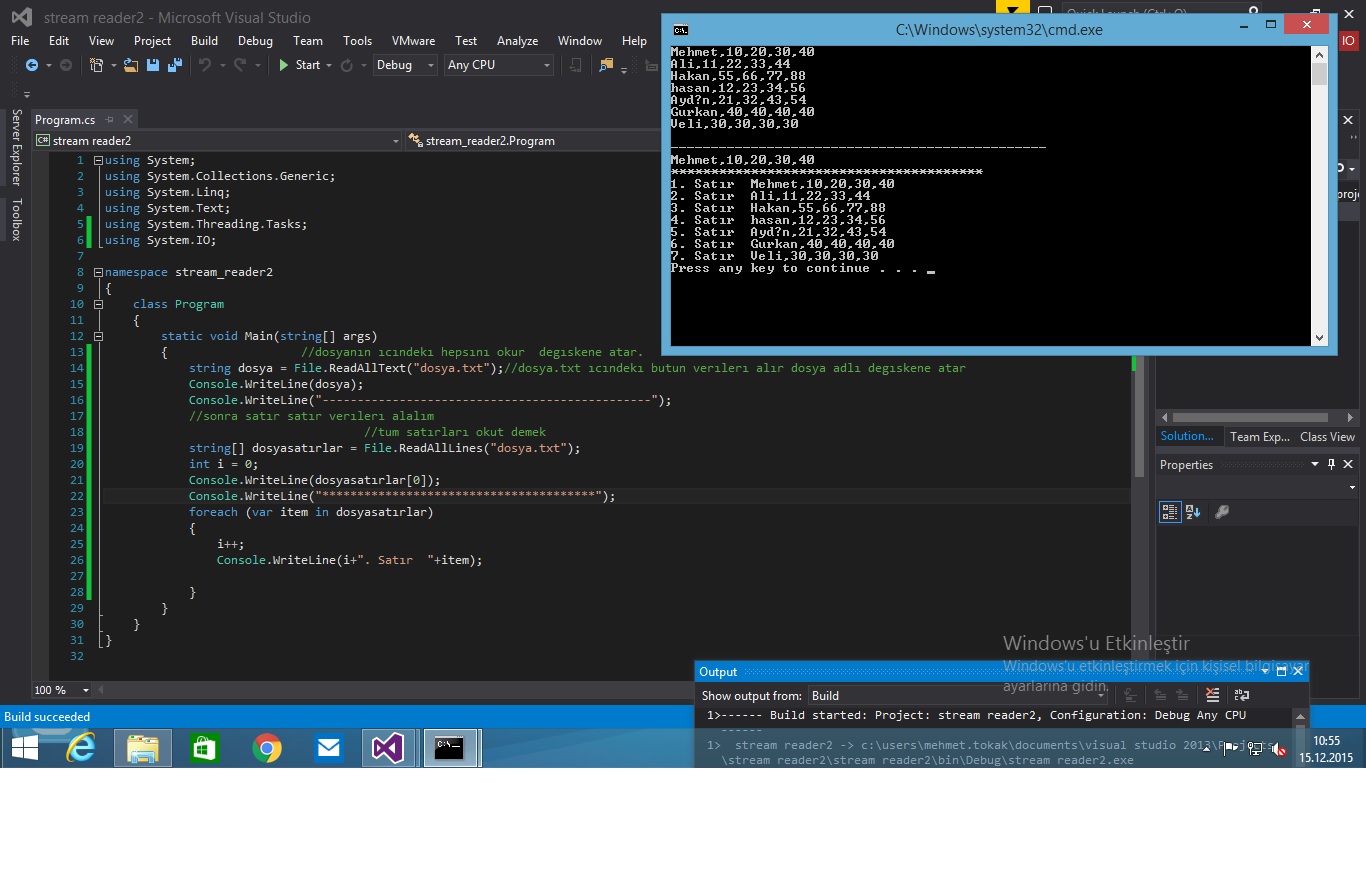 stream reader2 - Microsoft Visual Studio
File Edit View Project Build Debug Team Tools VMware Test Analyze Window Help
Start Debug Any CPU
Server Explorer
Toolbox
Program.cs
stream reader2 stream_reader2.Program
1 using System;
2 using System.Collections.Generic;
3 using System.Linq;
4 using System.Text;
5 using System.Threading.Tasks;
6 using System.IO;
7
8 namespace stream_reader2
9 {
10 class Program
11 {
12 static void Main(string[] args)
13 { //dosyanın ıcındekı hepsını okur degıskene atar.
14 string dosya = File.ReadAllText("dosya.txt");//dosya.txt ıcındekı butun verılerı alır dosya adlı degıskene atar
15 Console.WriteLine(dosya);
16 Console.WriteLine("-----------------------------------------------");
17 //sonra satır satır verılerı alalım
18 //tum satırları okut demek
19 string[] dosyasatırlar = File.ReadAllLines("dosya.txt");
20 int i = 0;
21 Console.WriteLine(dosyasatırlar[0]);
22 Console.WriteLine("***************************************");
23 foreach (var item in dosyasatırlar)
24 {
25 i++;
26 Console.WriteLine(i+". Satır "+item);
27
28 }
29 }
30 }
31 }
32
100 %
C:\Windows\system32\cmd.exe
Mehmet,10,20,30,40
Ali,11,22,33,44
Hakan,55,66,77,88
hasan,12,23,34,56
Ayd?n,21,32,43,54
Gurkan,40,40,40,40
Veli,30,30,30,30
-----------------------------------------------
Mehmet,10,20,30,40
***************************************
1. Satır Mehmet,10,20,30,40
2. Satır Ali,11,22,33,44
3. Satır Hakan,55,66,77,88
4. Satır hasan,12,23,34,56
5. Satır Ayd?n,21,32,43,54
6. Satır Gurkan,40,40,40,40
7. Satır Veli,30,30,30,30
Press any key to continue . . . _
IO
Solution... Team Exp... Class View
Properties
Windows'u Etkinleştir
Windows'u etkinleştirmek için kişisel bilgisayar
ayarlarına gidin.
Output
Show output from: Build
1>------ Build started: Project: stream reader2, Configuration: Debug Any CPU
------
1> stream reader2 -> c:\users\mehmet.tokak\documents\visual studio 2013\Projects
\stream reader2\stream reader2\bin\Debug\stream reader2.exe
Build succeeded
10:55
15.12.2015